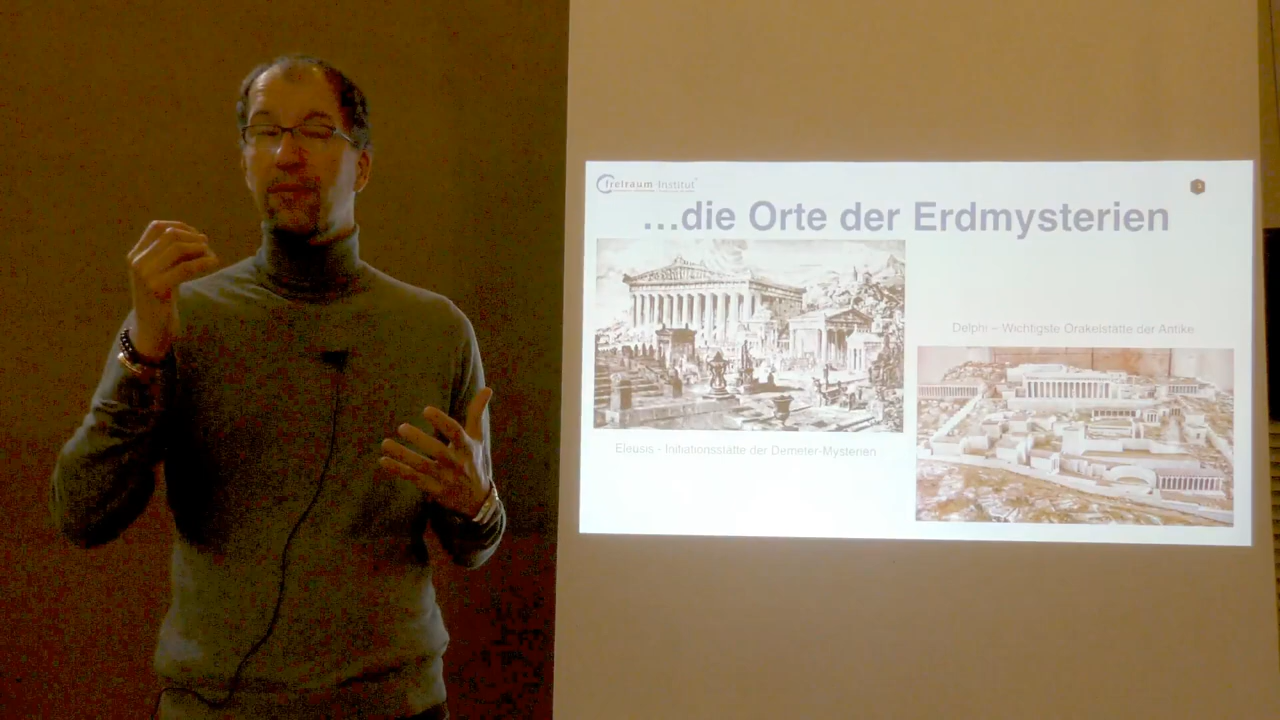 freiraum-Institut
…die Orte der Erdmysterien
Delphi – Wichtigste Orakelstätte der Antike
Eleusis - Initiationsstätte der Demeter-Mysterien